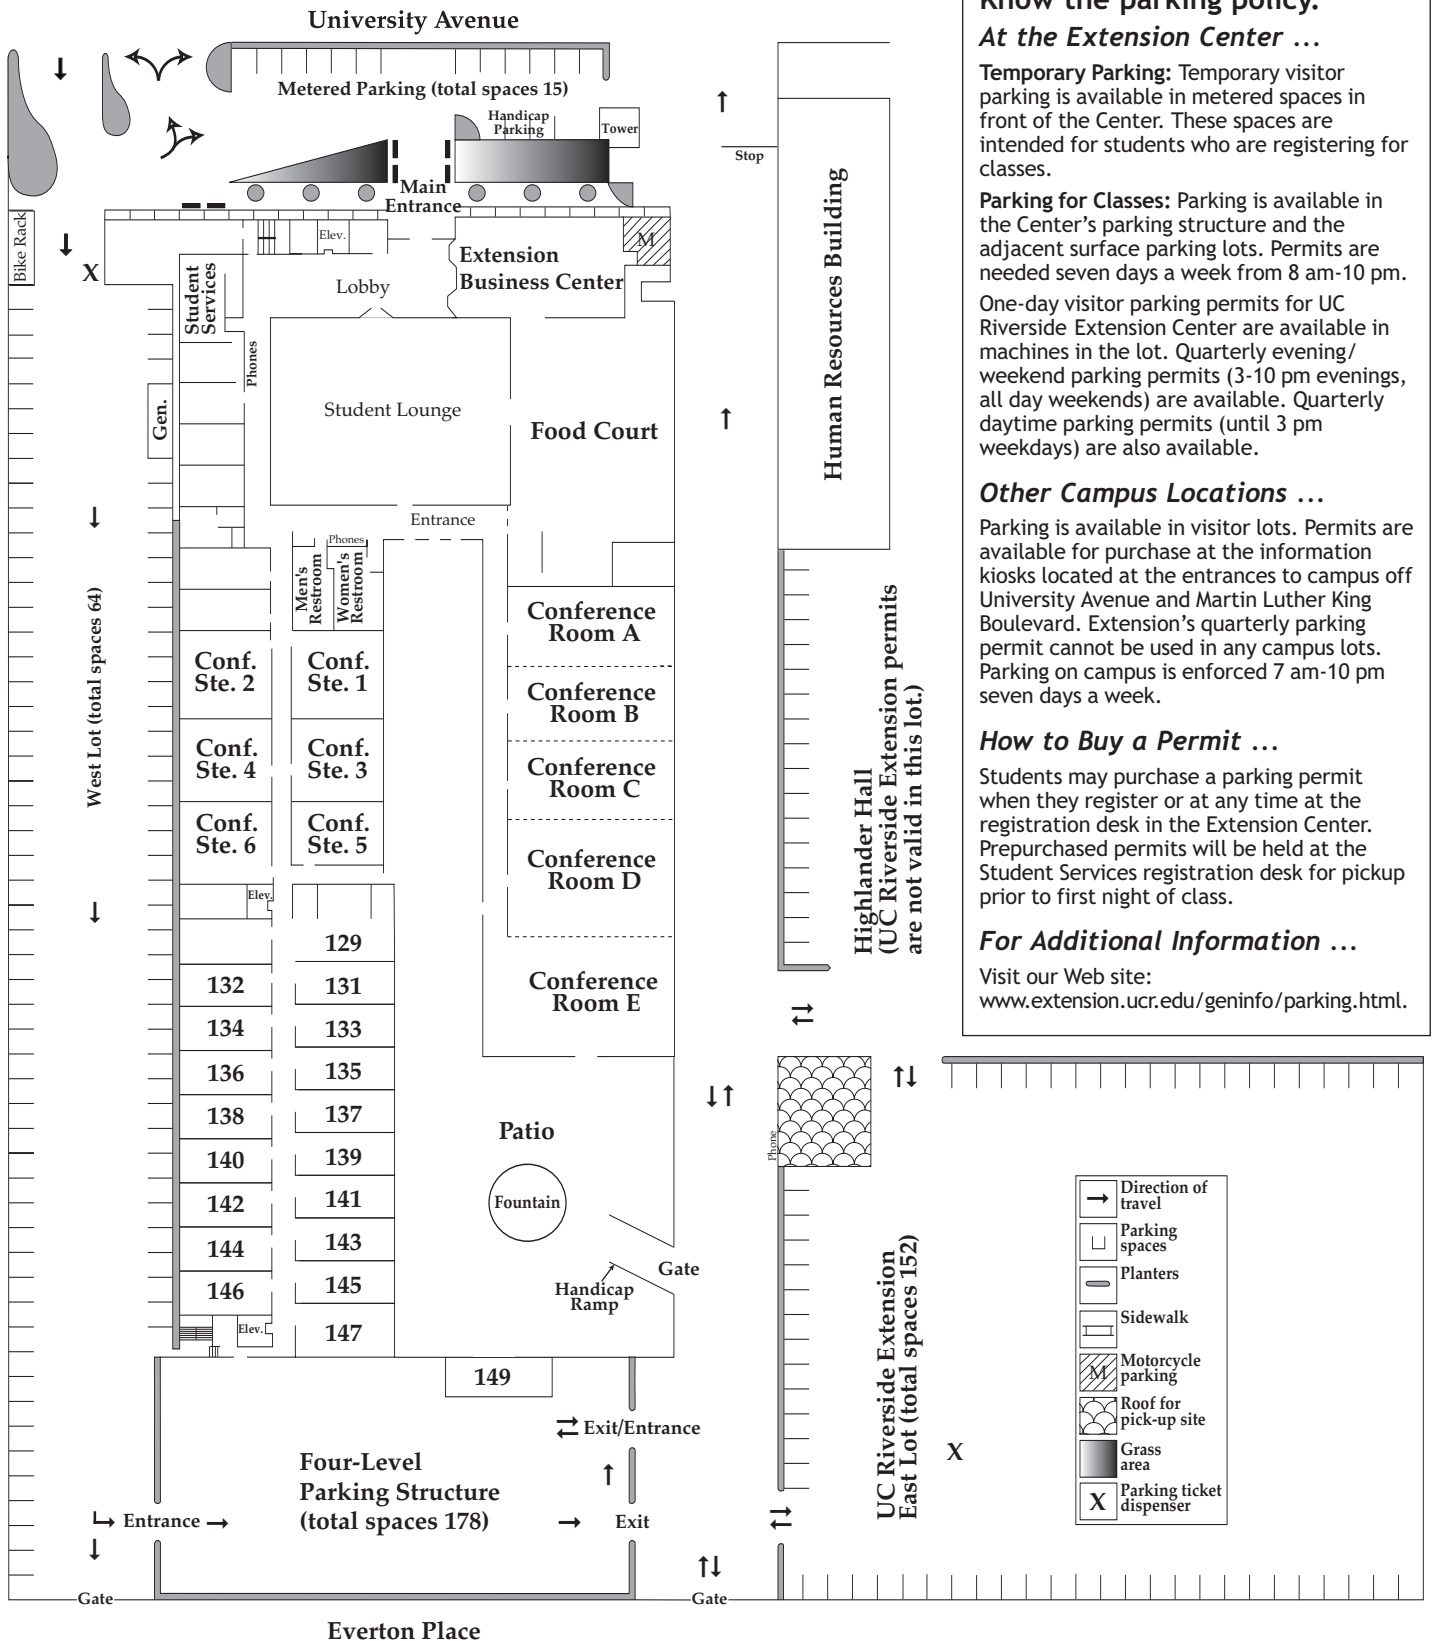 University Avenue
Metered Parking (total spaces 15)
Handicap
Parking
Tower
Main
Entrance
Stop
Bike Rack
X
Elev.
Student
Services
Lobby
Extension
Business Center
M
Phones
Gen.
Student Lounge
Food Court
Human Resources Building
Entrance
Phones
Men's
Restroom
Women's
Restroom
West Lot (total spaces 64)
Conf.
Ste. 2
Conf.
Ste. 1
Conf.
Ste. 4
Conf.
Ste. 3
Conf.
Ste. 6
Conf.
Ste. 5
Conference
Room A
Conference
Room B
Conference
Room C
Conference
Room D
Conference
Room E
Highlander Hall
(UC Riverside Extension permits
are not valid in this lot.)
Elev.
129
132
131
134
133
136
135
138
137
140
139
142
141
144
143
146
145
Elev.
147
149
Patio
Fountain
Gate
Handicap
Ramp
Phone
UC Riverside Extension
East Lot (total spaces 152)
X
Exit/Entrance
Four-Level
Parking Structure
(total spaces 178)
Entrance
Exit
Gate
Gate
Everton Place
Know the parking policy.
At the Extension Center ...
Temporary Parking: Temporary visitor
parking is available in metered spaces in
front of the Center. These spaces are
intended for students who are registering for
classes.
Parking for Classes: Parking is available in
the Center's parking structure and the
adjacent surface parking lots. Permits are
needed seven days a week from 8 am-10 pm.
One-day visitor parking permits for UC
Riverside Extension Center are available in
machines in the lot. Quarterly evening/
weekend parking permits (3-10 pm evenings,
all day weekends) are available. Quarterly
daytime parking permits (until 3 pm
weekdays) are also available.
Other Campus Locations ...
Parking is available in visitor lots. Permits are
available for purchase at the information
kiosks located at the entrances to campus off
University Avenue and Martin Luther King
Boulevard. Extension's quarterly parking
permit cannot be used in any campus lots.
Parking on campus is enforced 7 am-10 pm
seven days a week.
How to Buy a Permit ...
Students may purchase a parking permit
when they register or at any time at the
registration desk in the Extension Center.
Prepurchased permits will be held at the
Student Services registration desk for pickup
prior to first night of class.
For Additional Information ...
Visit our Web site:
www.extension.ucr.edu/geninfo/parking.html.
Direction of
travel
Parking
spaces
Planters
Sidewalk
M
Motorcycle
parking
Roof for
pick-up site
Grass
area
X
Parking ticket
dispenser